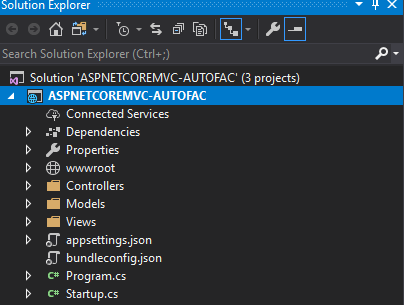 Solution Explorer
Search Solution Explorer (Ctrl+;)
Solution 'ASPNETCOREMVC-AUTOFAC' (3 projects)
ASPNETCOREMVC-AUTOFAC
Connected Services
Dependencies
Properties
wwwroot
Controllers
Models
Views
appsettings.json
bundleconfig.json
C# Program.cs
C# Startup.cs